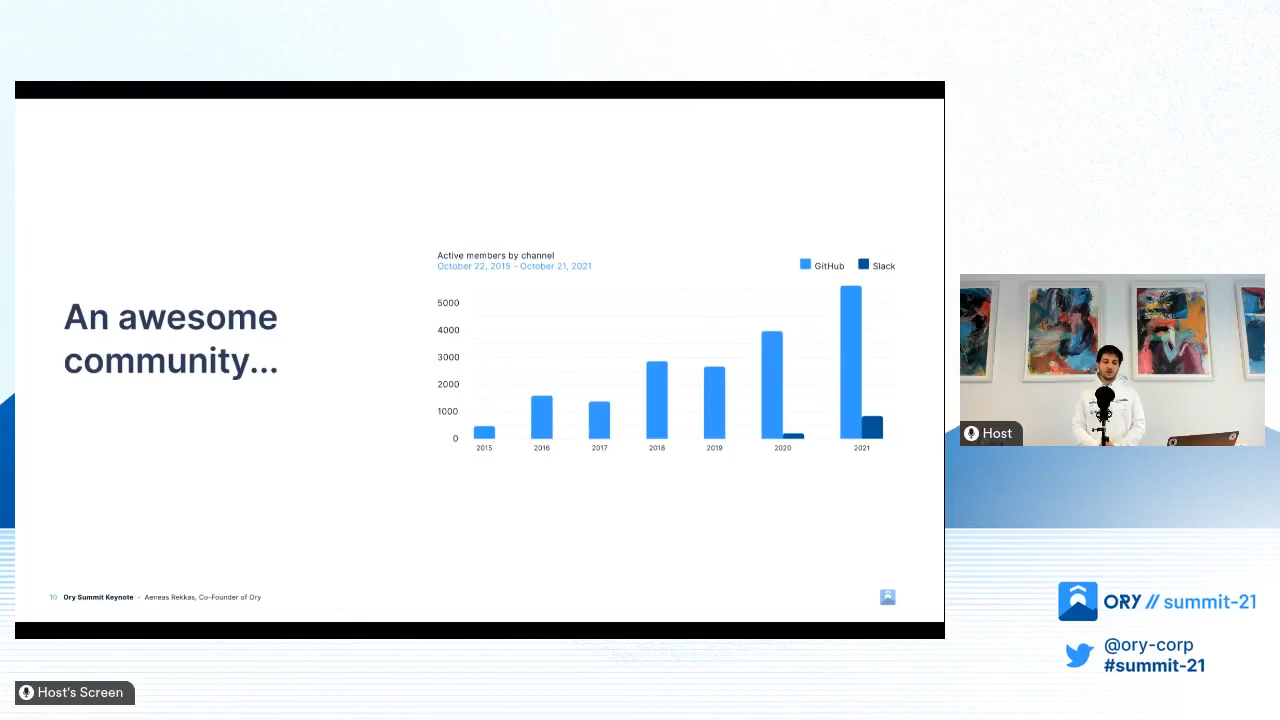 An awesome
community...
Active members by channel
October 22, 2015 - October 21, 2021
GitHub
Slack
5000
4000
3000
2000
1000
0
2015
2016
2017
2018
2019
2020
2021
10 Ory Summit Keynote - Aeneas Rekkas, Co-Founder of Ory
Host
ORY // summit-21
@ory-corp
#summit-21
Host's Screen